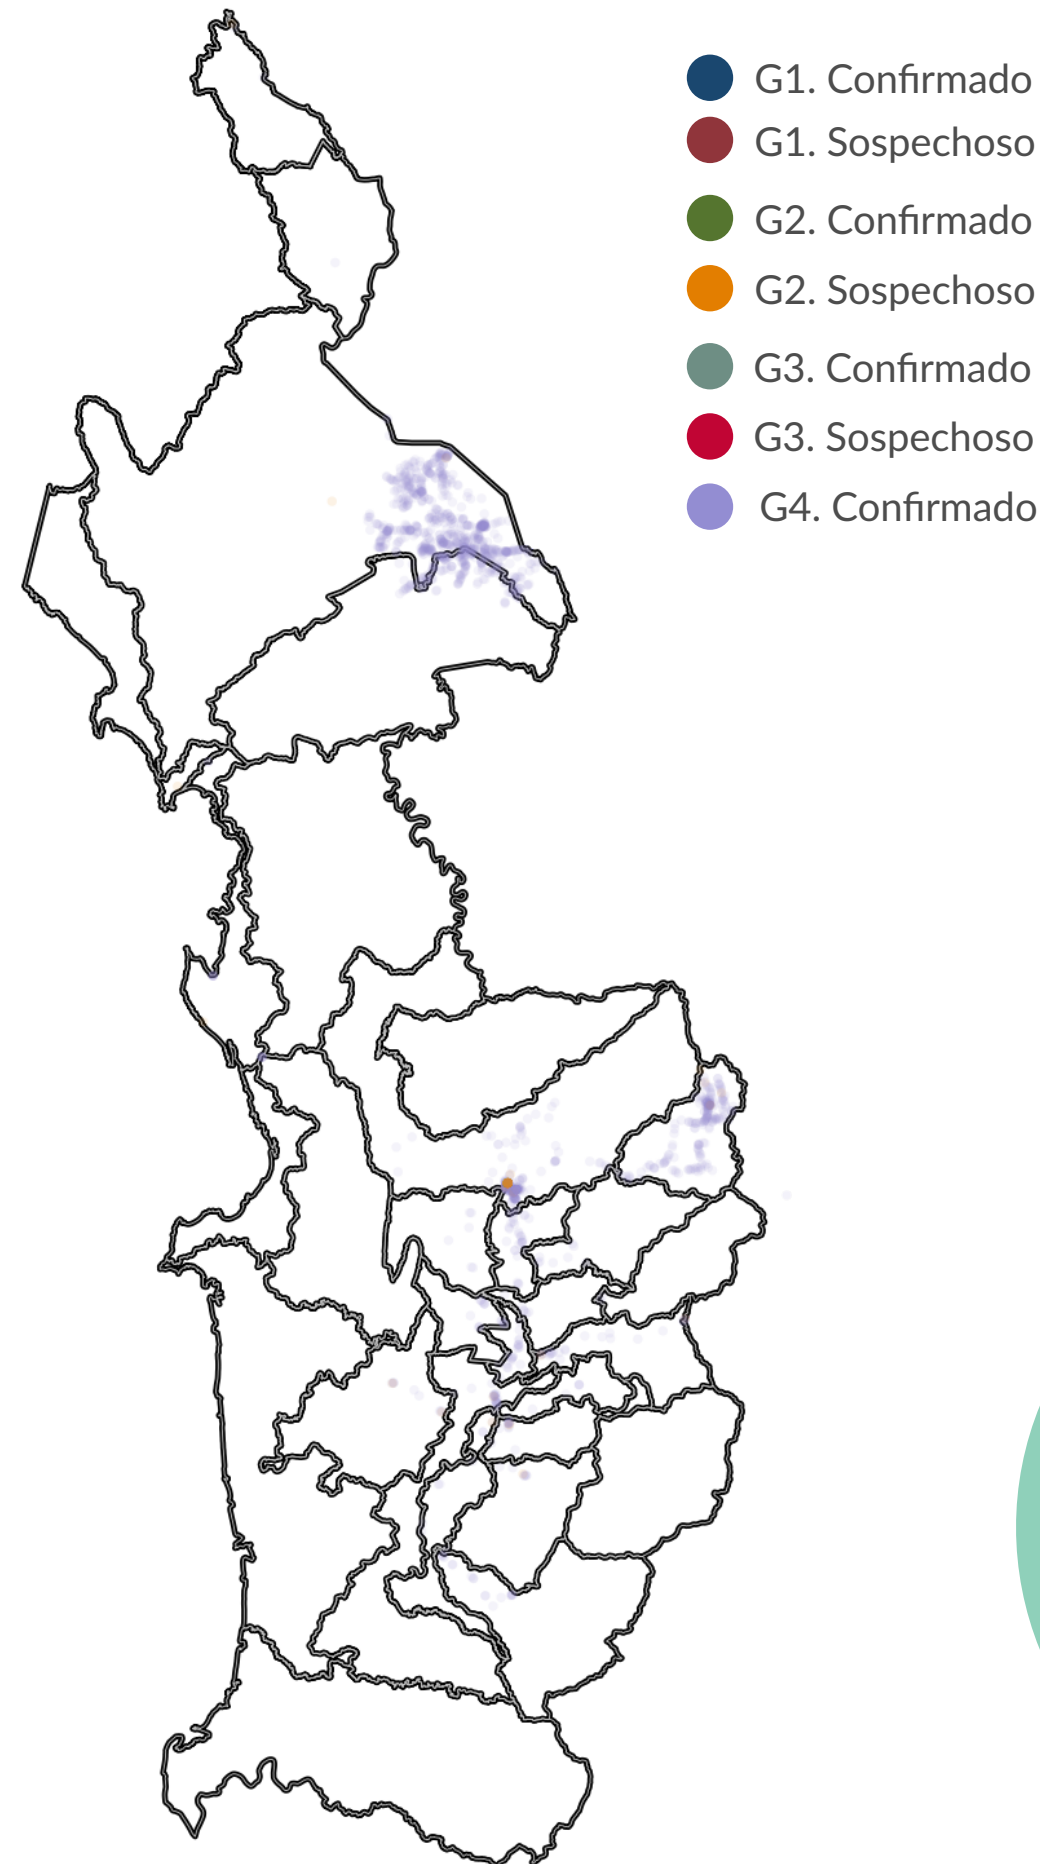 G1. Confirmado
G1. Sospechoso
G2. Confirmado
G2. Sospechoso
G3. Confirmado
G3. Sospechoso
G4. Confirmado